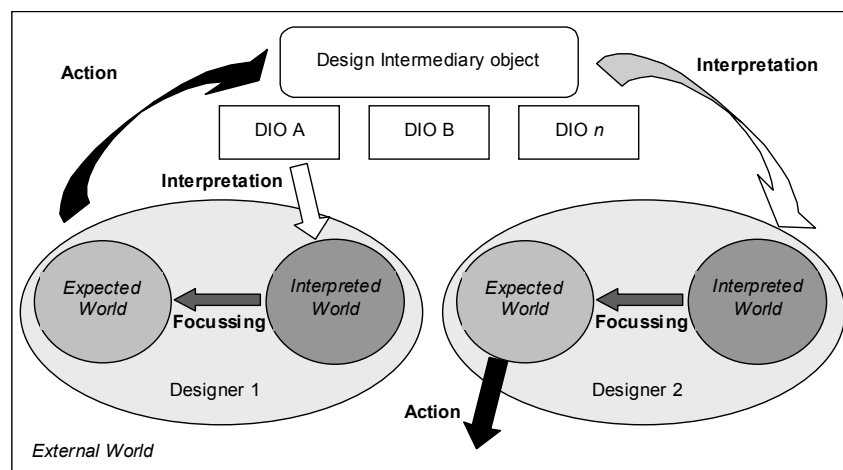 Design Intermediary object
Action
Interpretation
DIO A
DIO B
DIO n
Interpretation
Expected
World
Interpreted
World
Focussing
Designer 1
Expected
World
Interpreted
World
Focussing
Designer 2
Action
External World